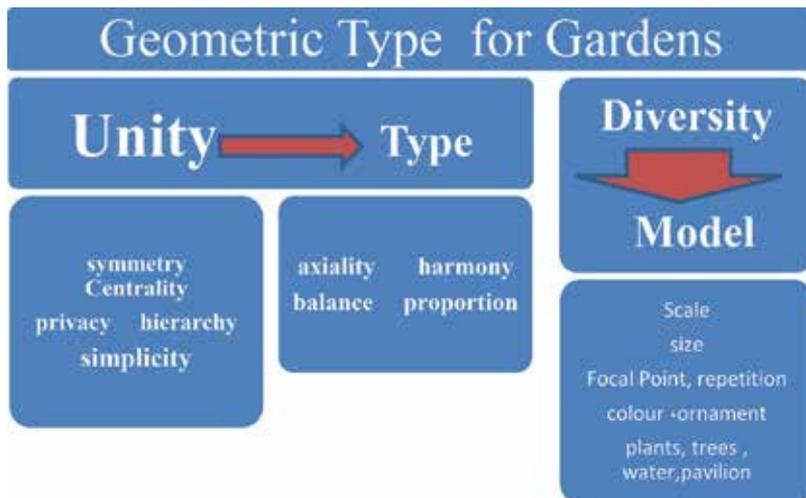 Geometric Type for Gardens
Unity Type
symmetry
Centrality
privacy hierarchy
simplicity
axiality harmony
balance proportion
Diversity
Model
Scale
size
Focal Point, repetition
colour ،ornament
plants, trees ,
water,pavilion